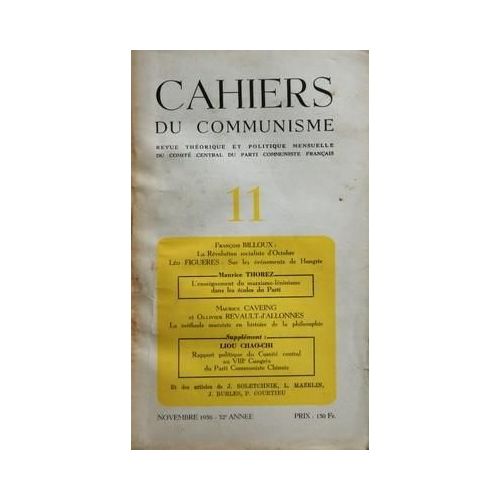 CAHIERS
DU COMMUNISME
REVUE THÉORIQUE ET POLITIQUE MENSUELLE
DU COMITÉ CENTRAL DU PARTI COMMUNISTE FRANÇAIS
11
FRANÇOIS BILLOUX :
La Révolution socialiste d'Octobre
LÉO FIGUERES : Sur les événements de Hongrie
Maurice THOREZ
L'enseignement du marxisme-léninisme
dans les écoles du Parti
MAURICE CAVEING
et OLLIVIER REVAULT-d'ALLONNES
La méthode marxiste en histoire de la philosophie
Supplément :
LIOU CHAO-CHI
Rapport politique du Comité central
au VIIIe Congrès
du Parti Communiste Chinois
Et des articles de J. SOLETCHNIK, L. MAZELIN,
J. BURLES, P. COURTIEU
NOVEMBRE 1956 - 32e ANNÉE
PRIX : 150 Fr.